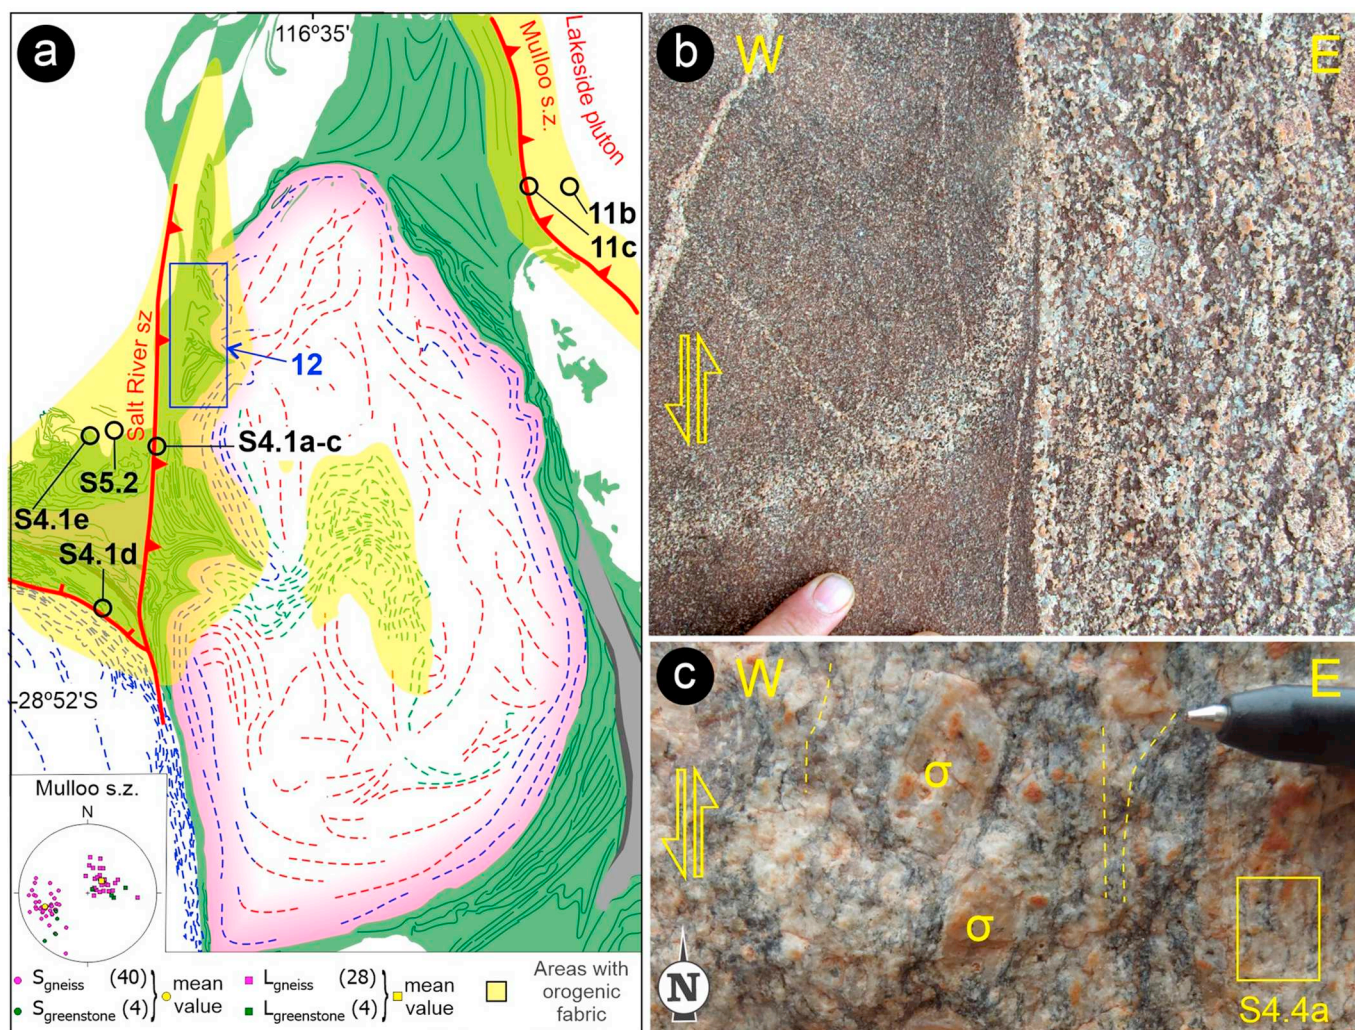 a
116°35'
Mulloo s.z.
Lakeside pluton
11b
11c
Salt River sz
12
S4.1a-c
S5.2
S4.1e
S4.1d
28°52'S
Mulloo s.z.
N
Sgneiss (40)
Sgreenstone (4)
mean
value
Lgneiss (28)
Lgreenstone (4)
mean
value
Areas with
orogenic
fabric
b
W
E
c
W
E
σ
σ
N
S4.4a